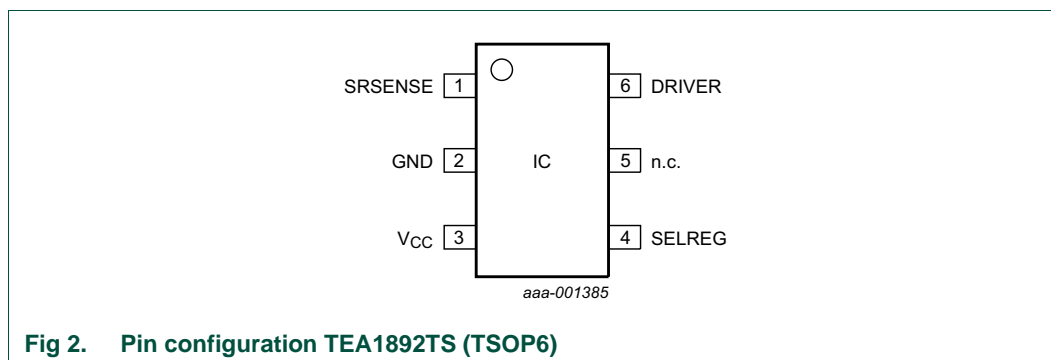 SRSENSE 1 6 DRIVER
GND 2 IC 5 n.c.
VCC 3 4 SELREG
aaa-001385
Fig 2. Pin configuration TEA1892TS (TSOP6)